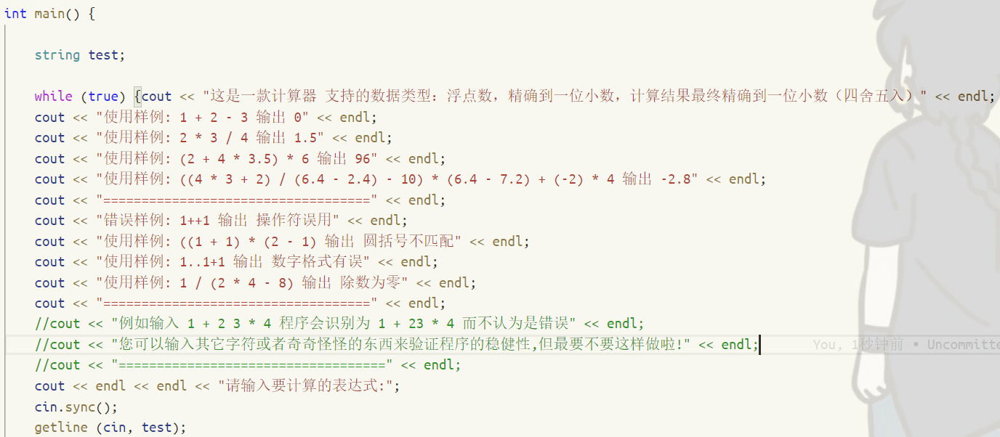 int main() {
string test;
while (true) {cout << "这是一款计算器 支持的数据类型: 浮点数, 精确到一位小数, 计算结果最终精确到一位小数（四舍五入）" << endl;
cout << "使用样例: 1 + 2 - 3 输出 0" << endl;
cout << "使用样例: 2 * 3 / 4 输出 1.5" << endl;
cout << "使用样例: (2 + 4 * 3.5) * 6 输出 96" << endl;
cout << "使用样例: ((4 * 3 + 2) / (6.4 - 2.4) - 10) * (6.4 - 7.2) + (-2) * 4 输出 -2.8" << endl;
cout << "===================================" << endl;
cout << "错误样例: 1++1 输出 操作符误用" << endl;
cout << "使用样例: ((1 + 1) * (2 - 1) 输出 圆括号不匹配" << endl;
cout << "使用样例: 1..1+1 输出 数字格式有误" << endl;
cout << "使用样例: 1 / (2 * 4 - 8) 输出 除数为零" << endl;
cout << "===================================" << endl;
//cout << "例如输入 1 + 2 3 * 4 程序会识别为 1 + 23 * 4 而不认为是错误" << endl;
//cout << "您可以输入其它字符或者奇奇怪怪的东西来验证程序的稳健性,但最要不要这样做啦!" << endl; You, 1秒钟前 • Uncommitte
//cout << "===================================" << endl;
cout << endl << endl << "请输入要计算的表达式:";
cin.sync();
getline (cin, test);